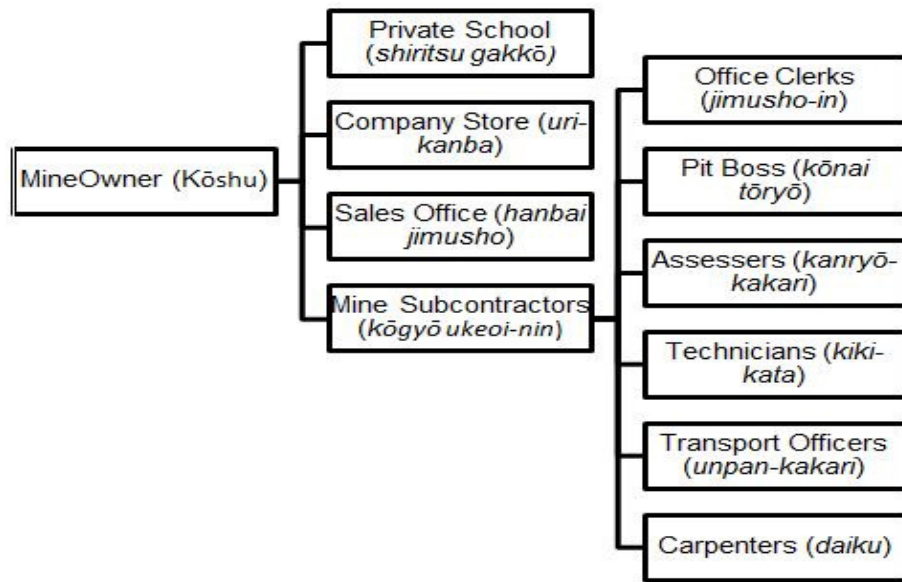 Private School
(shiritsu gakkō)
Company Store (uri-
kanba)
MineOwner (Kōshu)
Sales Office (hanbai
jimusho)
Mine Subcontractors
(kōgyō ukeoi-nin)
Office Clerks
(jimusho-in)
Pit Boss (kōnai
tōryō)
Assessers (kanryō-
kakari)
Technicians (kiki-
kata)
Transport Officers
(unpan-kakari)
Carpenters (daiku)